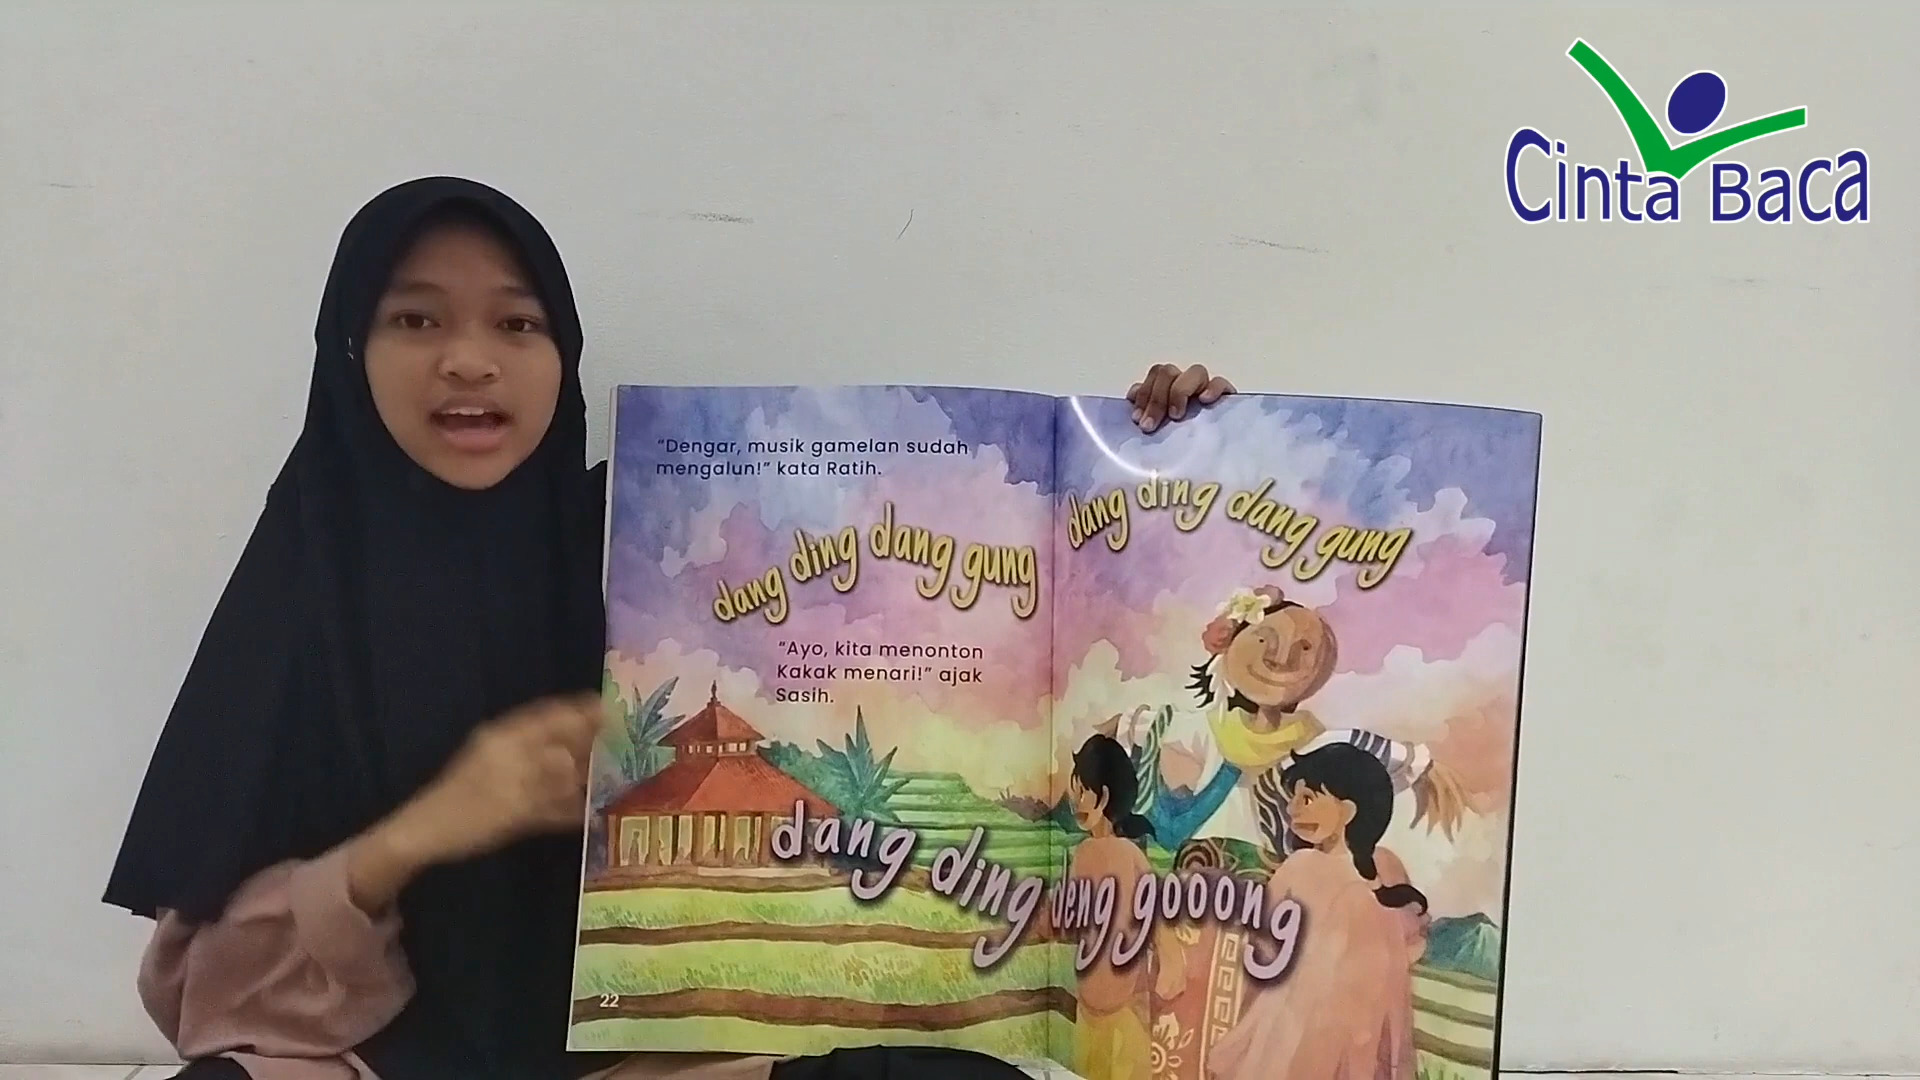 Cinta Baca
"Dengar, musik gamelan sudah
mengalun!" kata Ratih.
dang ding dang gung
dang ding dang gung
"Ayo, kita menonton
Kakak menari!" ajak
Sasih.
dang ding deng gooong
22